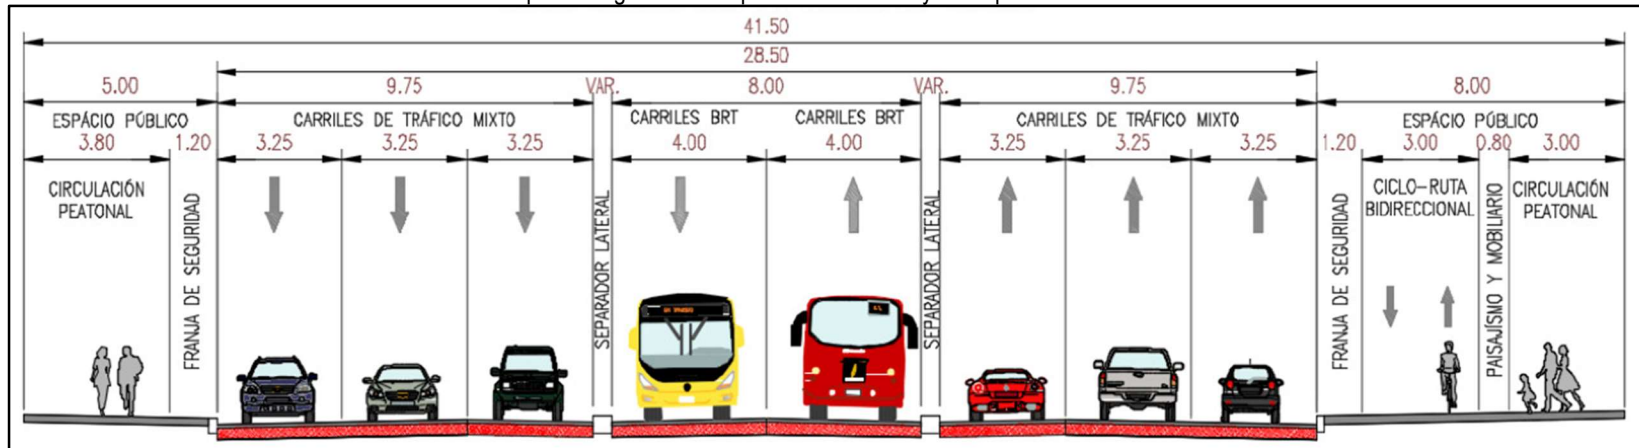 41.50
28.50
5.00 9.75 VAR. 8.00 VAR. 9.75 8.00
ESPÁCIO PÚBLICO CARRILES DE TRÁFICO MIXTO CARRILES BRT CARRILES BRT CARRILES DE TRÁFICO MIXTO ESPÁCIO PÚBLICO
3.80 1.20 3.25 3.25 3.25 4.00 4.00 3.25 3.25 3.25 1.20 3.00 0.80 3.00
CIRCULACIÓN
PEATONAL
FRANJA DE SEGURIDAD
SEPARADOR LATERAL
SEPARADOR LATERAL
FRANJA DE SEGURIDAD
CICLO-RUTA
BIDIRECCIONAL
PAISAJÍSMO Y MOBILIARIO
CIRCULACIÓN
PEATONAL